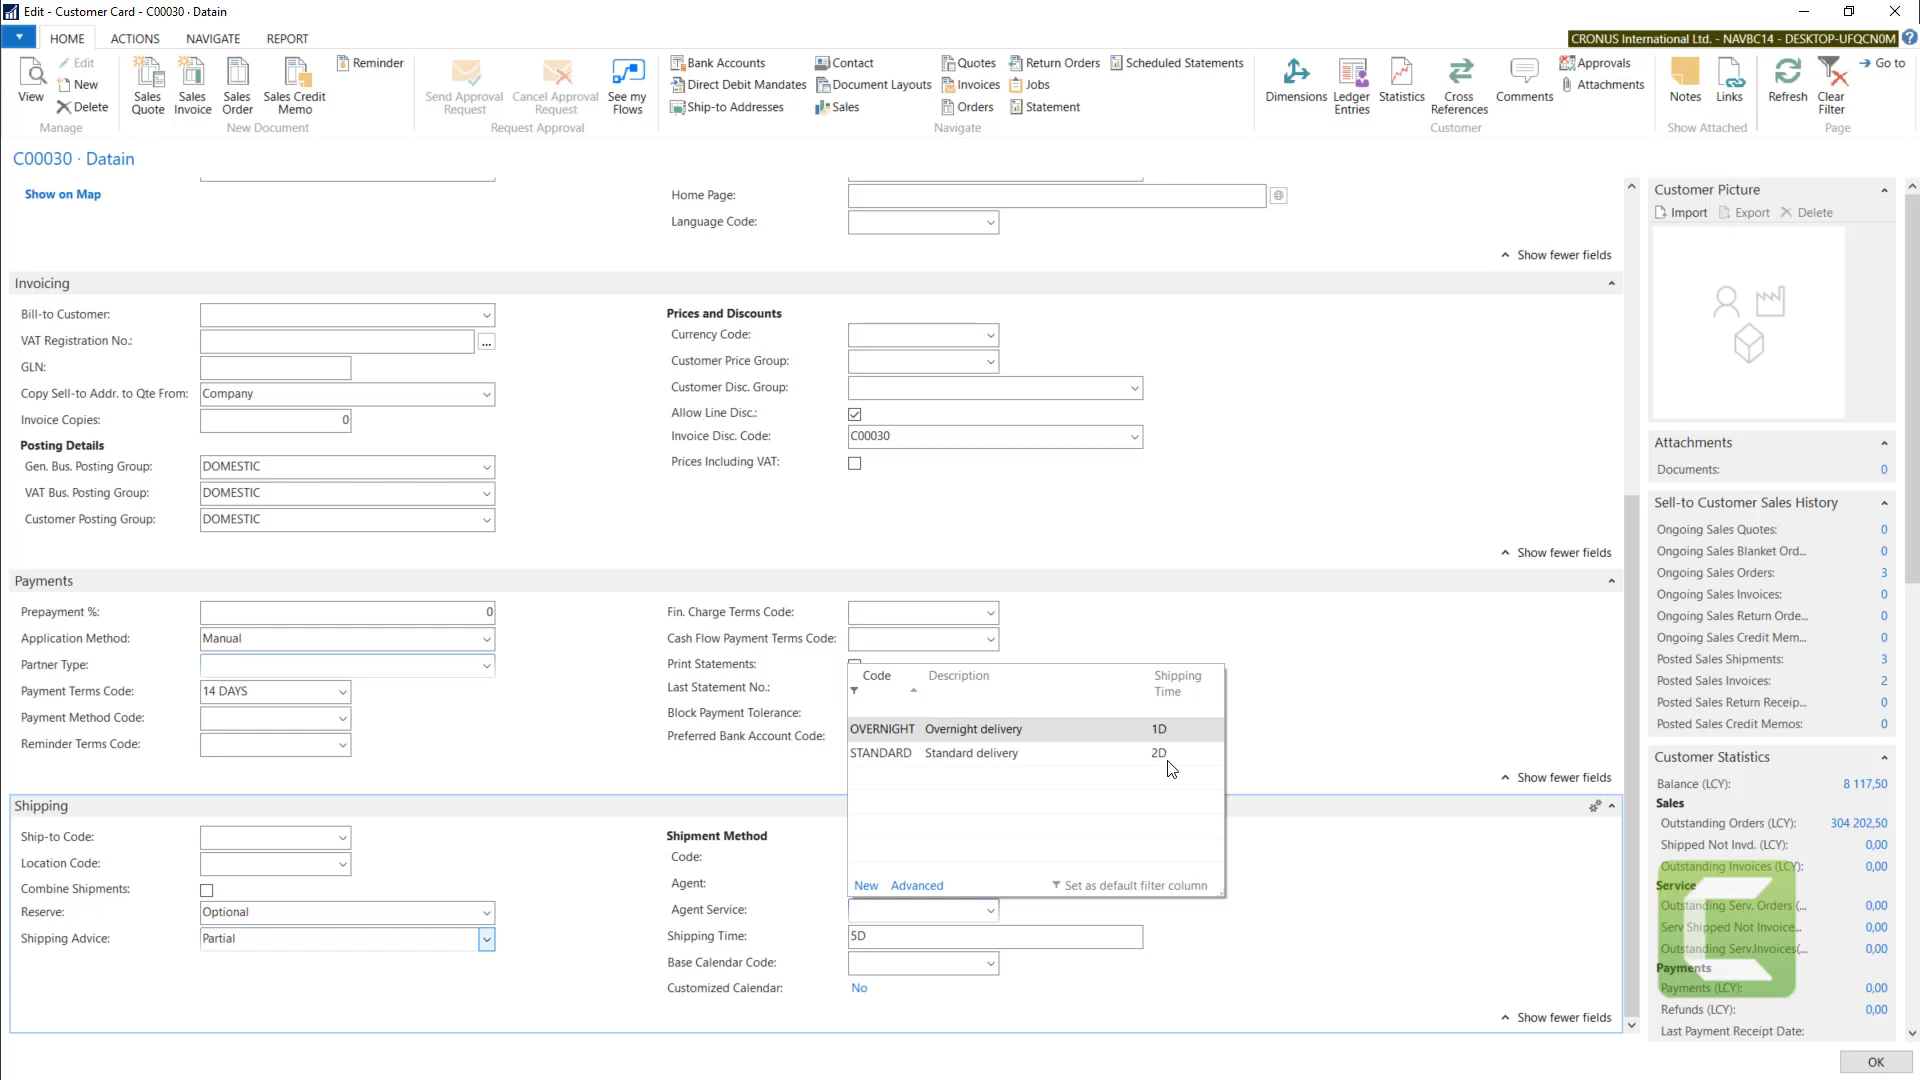 Edit - Customer Card - C00030 · Datain
HOME ACTIONS NAVIGATE REPORT
CRONUS International Ltd. - NAVBC14 - DESKTOP-UFQCN0M
View
Edit
New
Delete
Manage
Sales Quote
Sales Invoice
Sales Order
Sales Credit Memo
Reminder
New Document
Send Approval Request
Cancel Approval Request
See my Flows
Request Approval
Bank Accounts
Direct Debit Mandates
Ship-to Addresses
Contact
Document Layouts
Sales
Quotes
Invoices
Orders
Return Orders
Jobs
Statement
Scheduled Statements
Navigate
Dimensions
Ledger Entries
Statistics
Cross References
Comments
Approvals
Attachments
Customer
Notes
Links
Show Attached
Refresh
Clear Filter
Go to
Page
C00030 · Datain
Show on Map
Home Page:
Language Code:
Show fewer fields
Invoicing
Bill-to Customer:
VAT Registration No.: ...
GLN:
Copy Sell-to Addr. to Qte From: Company
Invoice Copies: 0
Posting Details
Gen. Bus. Posting Group: DOMESTIC
VAT Bus. Posting Group: DOMESTIC
Customer Posting Group: DOMESTIC
Prices and Discounts
Currency Code:
Customer Price Group:
Customer Disc. Group:
Allow Line Disc.:
Invoice Disc. Code: C00030
Prices Including VAT:
Show fewer fields
Payments
Prepayment %: 0
Application Method: Manual
Partner Type:
Payment Terms Code: 14 DAYS
Payment Method Code:
Reminder Terms Code:
Fin. Charge Terms Code:
Cash Flow Payment Terms Code:
Print Statements:
Last Statement No.:
Block Payment Tolerance:
Preferred Bank Account Code:
Show fewer fields
Code Description Shipping Time
OVERNIGHT Overnight delivery 1D
STANDARD Standard delivery 2D
New Advanced Set as default filter column
Shipping
Ship-to Code:
Location Code:
Combine Shipments:
Reserve: Optional
Shipping Advice: Partial
Shipment Method
Code:
Agent:
Agent Service:
Shipping Time: 5D
Base Calendar Code:
Customized Calendar: No
Show fewer fields
Customer Picture
Import Export Delete
Attachments
Documents: 0
Sell-to Customer Sales History
Ongoing Sales Quotes: 0
Ongoing Sales Blanket Ord... 0
Ongoing Sales Orders: 3
Ongoing Sales Invoices: 0
Ongoing Sales Return Orde... 0
Ongoing Sales Credit Mem... 0
Posted Sales Shipments: 3
Posted Sales Invoices: 2
Posted Sales Return Receip... 0
Posted Sales Credit Memos: 0
Customer Statistics
Balance (LCY): 8 117,50
Sales
Outstanding Orders (LCY): 304 202,50
Shipped Not Invd. (LCY): 0,00
Outstanding Invoices (LCY): 0,00
Service
Outstanding Serv. Orders (... 0,00
Serv Shipped Not Invoice... 0,00
Outstanding Serv.Invoices(... 0,00
Payments
Payments (LCY): 0,00
Refunds (LCY): 0,00
Last Payment Receipt Date:
OK